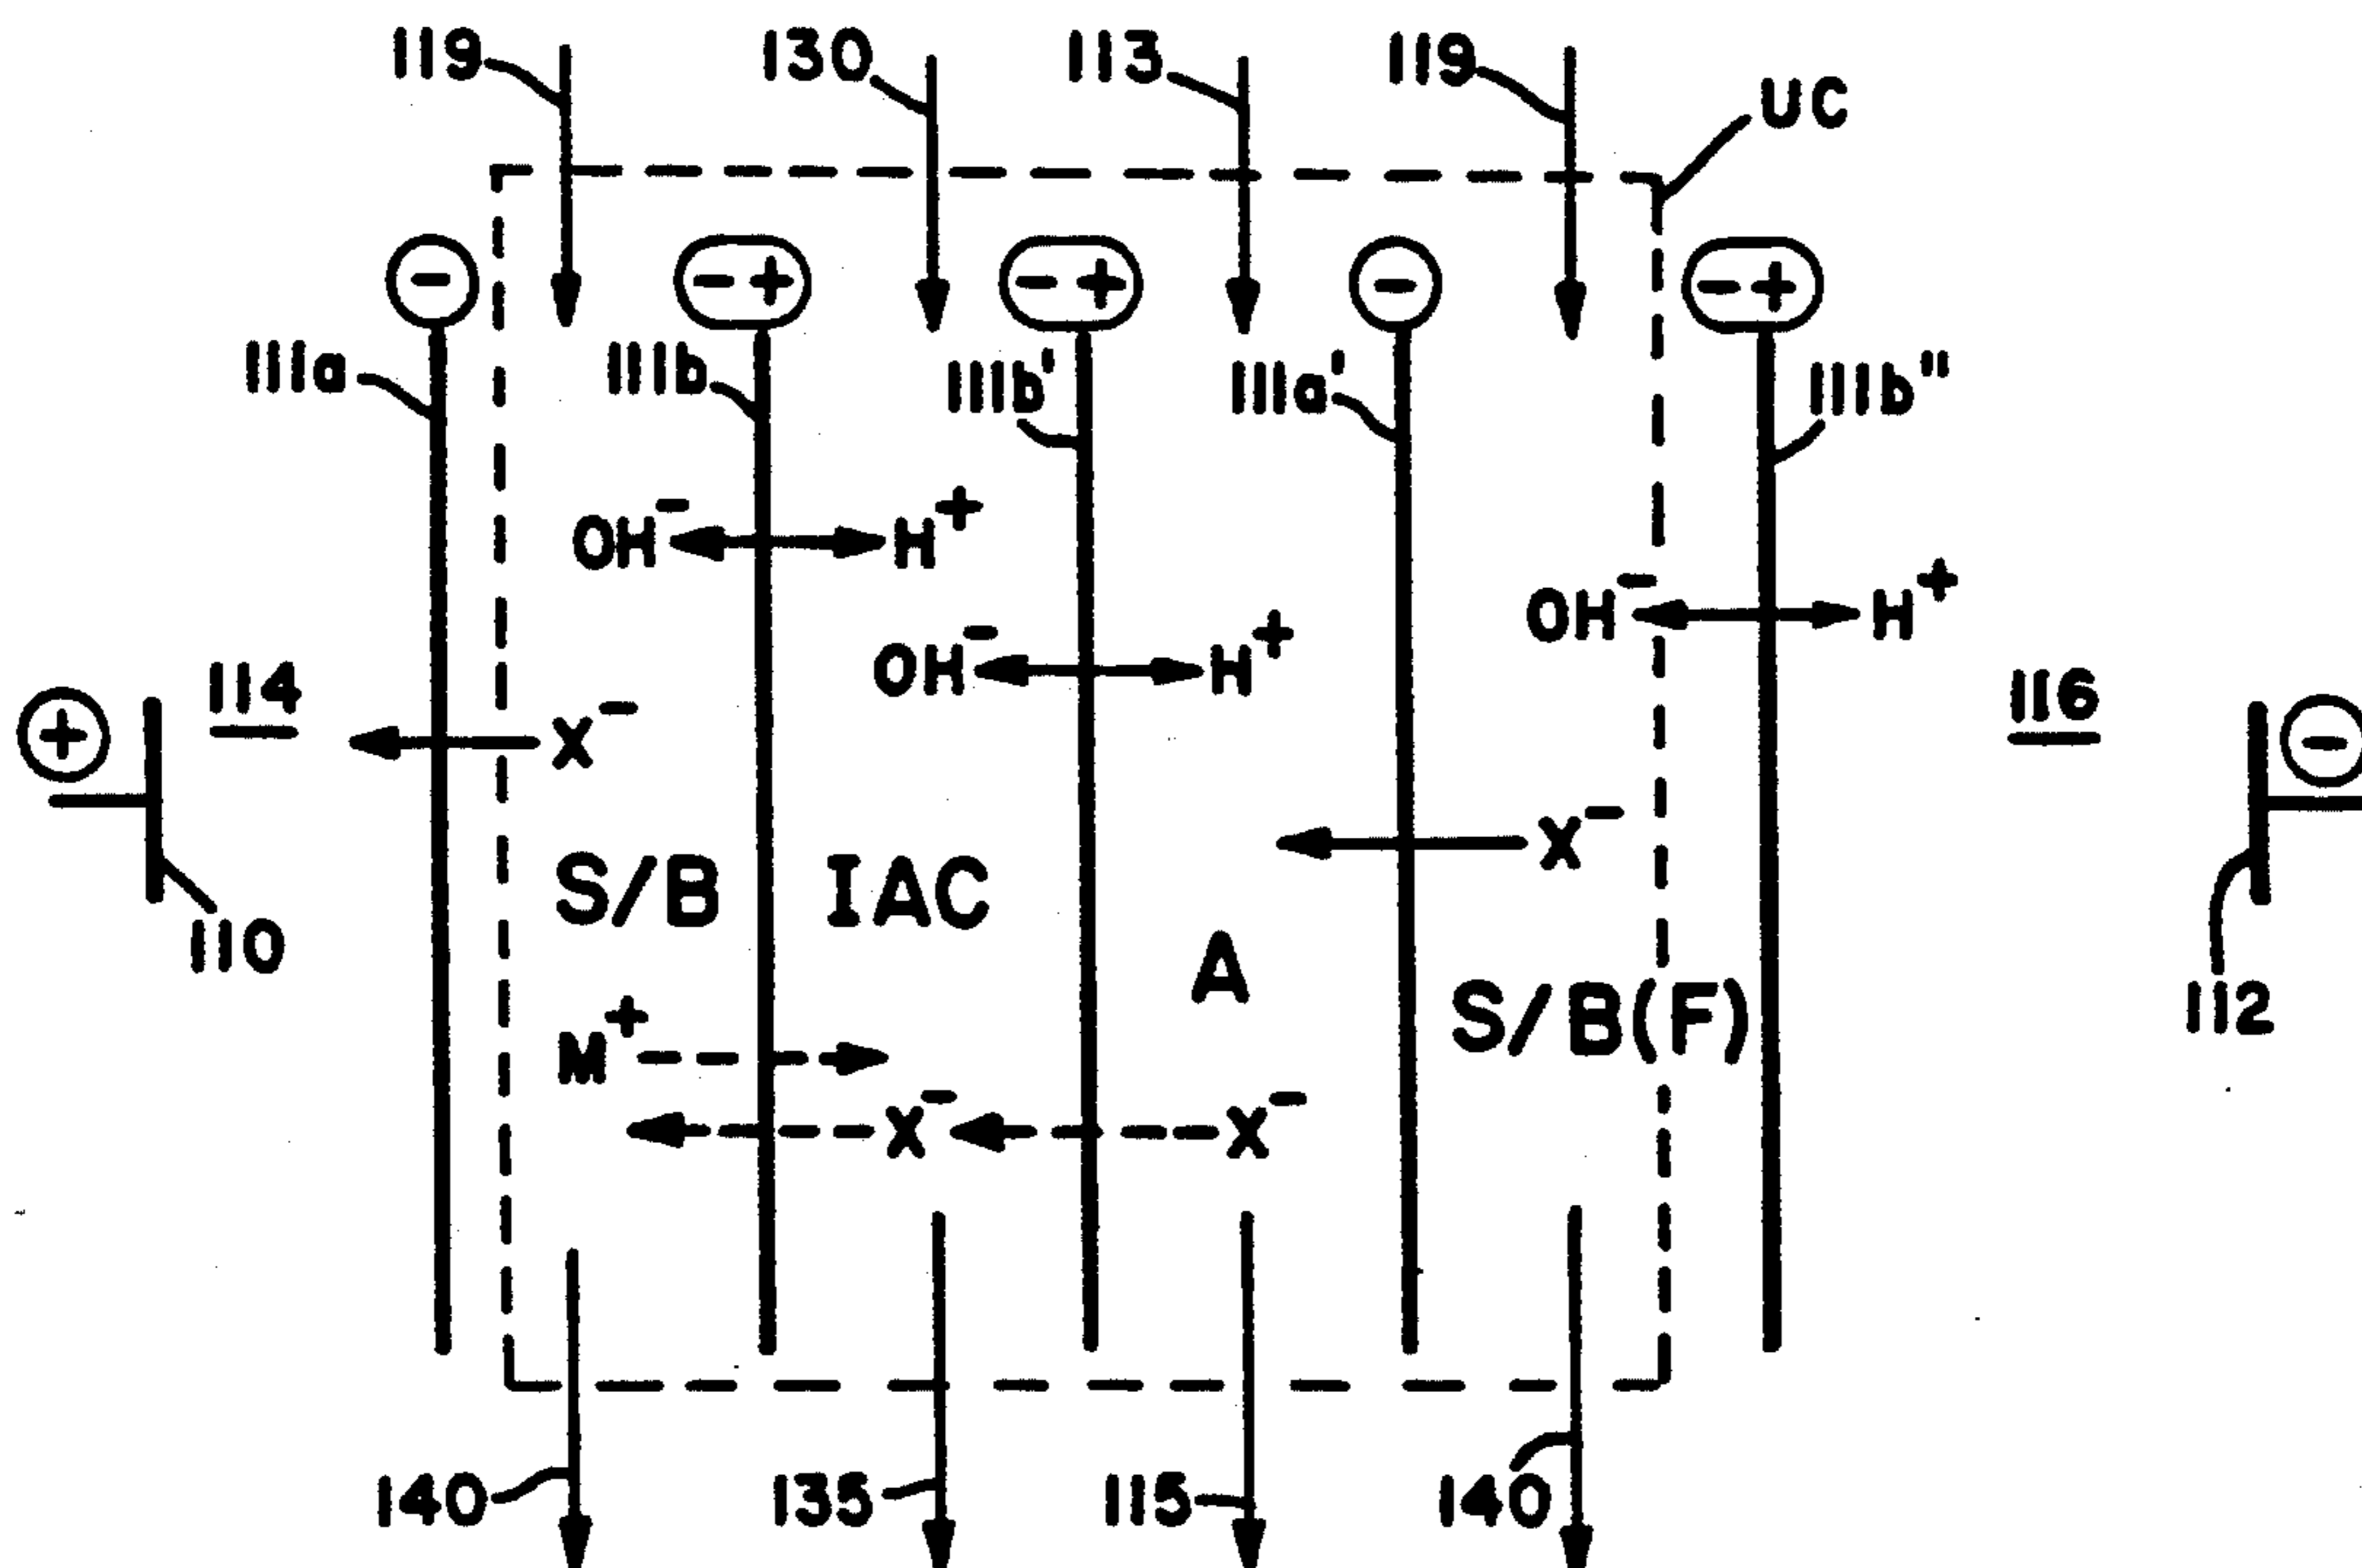 119 130 113 119 UC
− − + − + − − +
111a 111b 111b' 111a' 111b"
OH⁻ H⁺
OH⁻ H⁺
OH⁻ H⁺
114 116
+ X⁻ −
X⁻
S/B IAC
110 A S/B(F) 112
M⁺
X⁻ X⁻
140 135 115 140